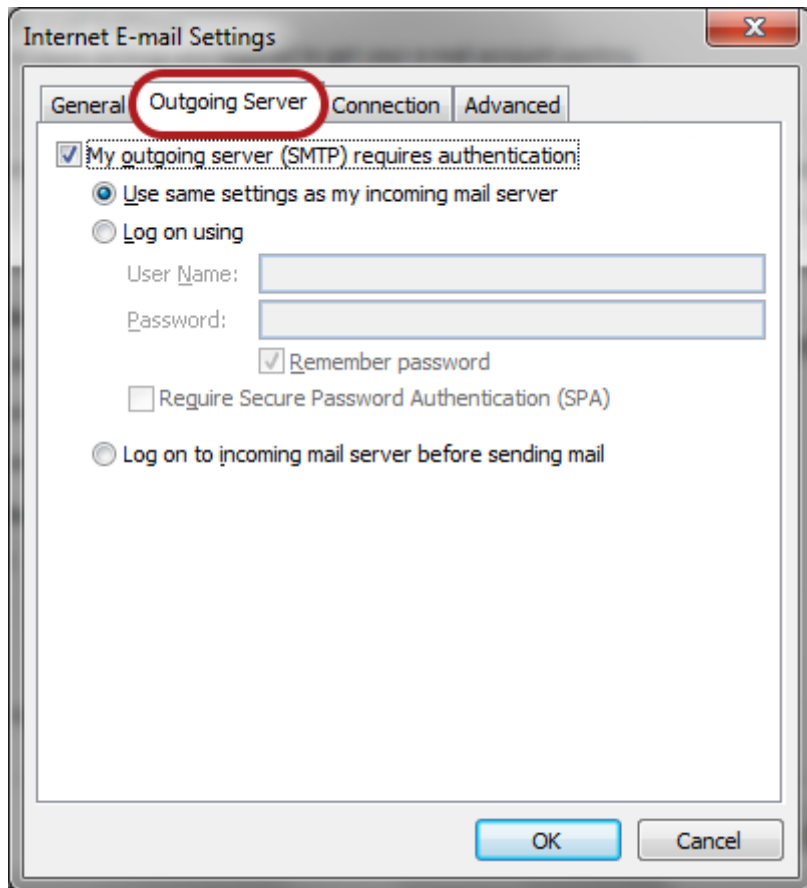 Internet E-mail Settings
General Outgoing Server Connection Advanced
My outgoing server (SMTP) requires authentication
Use same settings as my incoming mail server
Log on using
User Name:
Password:
Remember password
Require Secure Password Authentication (SPA)
Log on to incoming mail server before sending mail
OK Cancel